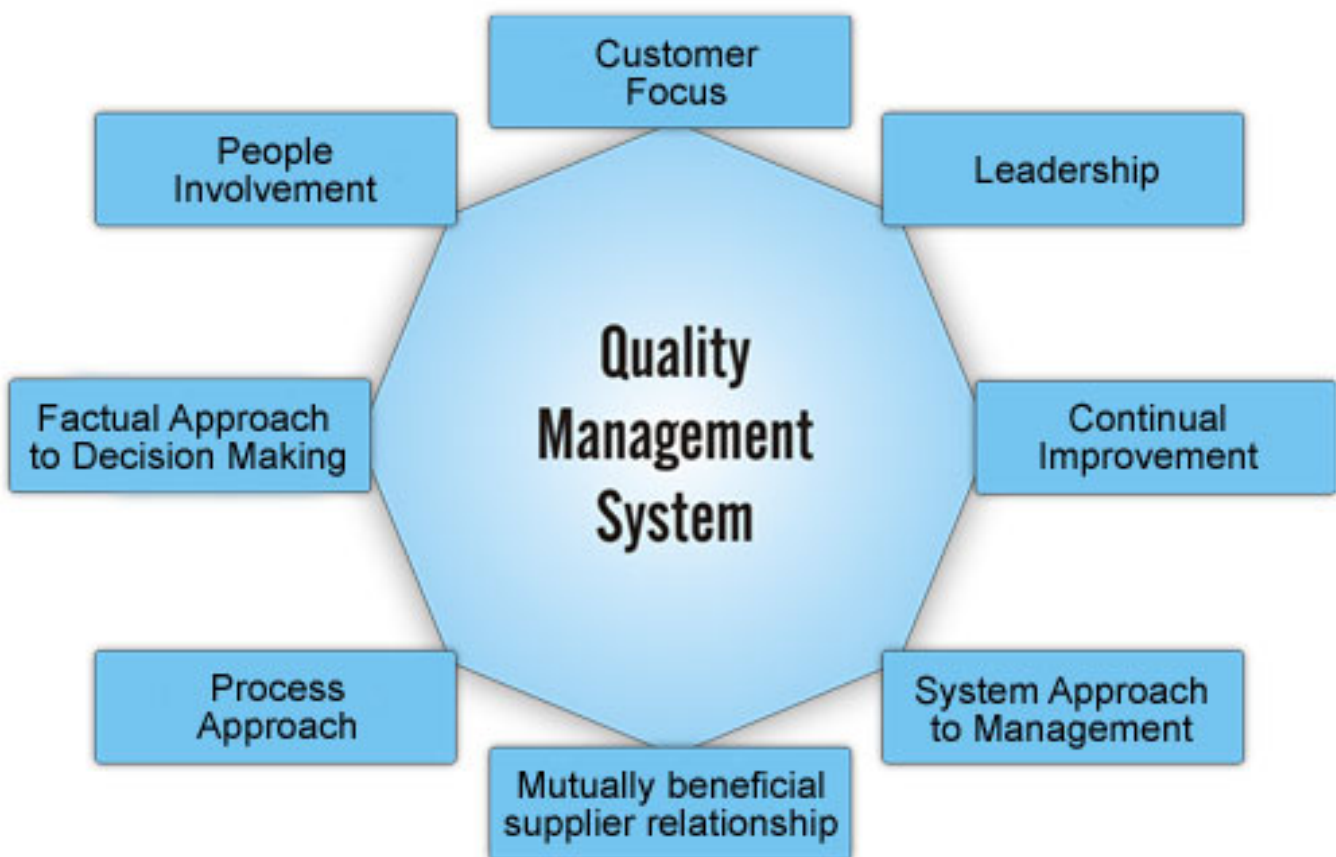 Customer
Focus
Leadership
Continual
Improvement
System Approach
to Management
Mutually beneficial
supplier relationship
Process
Approach
Factual Approach
to Decision Making
People
Involvement
Quality
Management
System